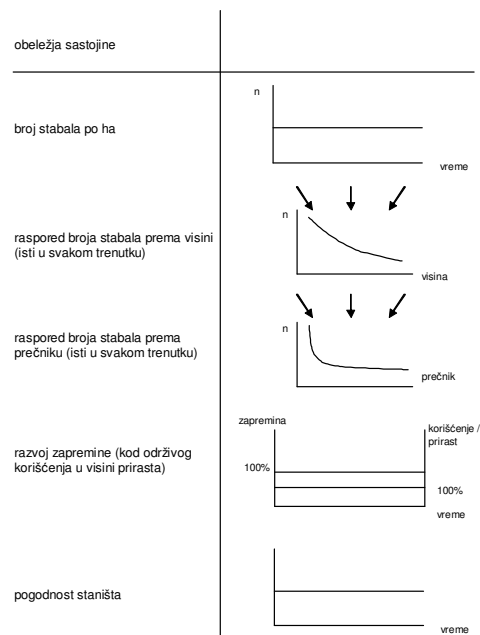 obeležja sastojine
broj stabala po ha
n
vreme
raspored broja stabala prema visini
(isti u svakom trenutku)
n
visina
raspored broja stabala prema
prečniku (isti u svakom trenutku)
n
prečnik
razvoj zapremine (kod održivog
korišćenja u visini prirasta)
zapremina
100%
korišćenje /
prirast
100%
vreme
pogodnost staništa
vreme